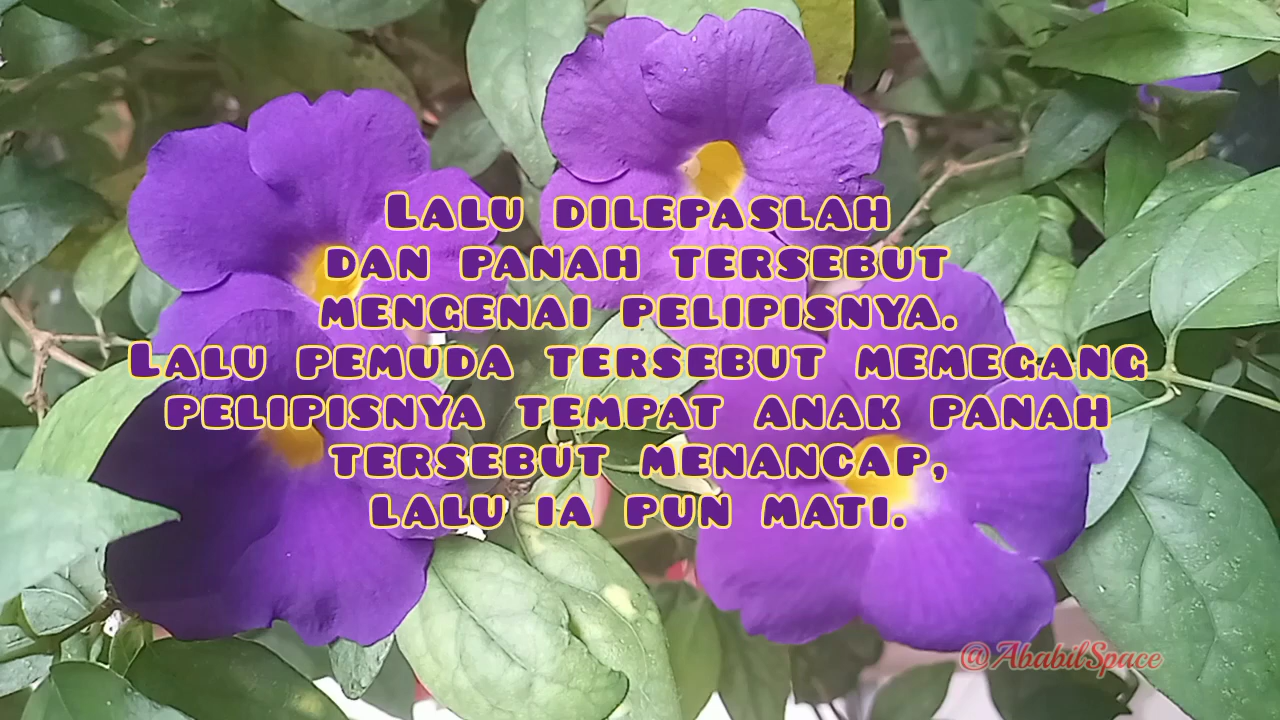 Lalu dilepaslah
dan panah tersebut
mengenai pelipisnya.
Lalu pemuda tersebut memegang
pelipisnya tempat anak panah
tersebut menancap,
lalu ia pun mati.
@AbabilSpace